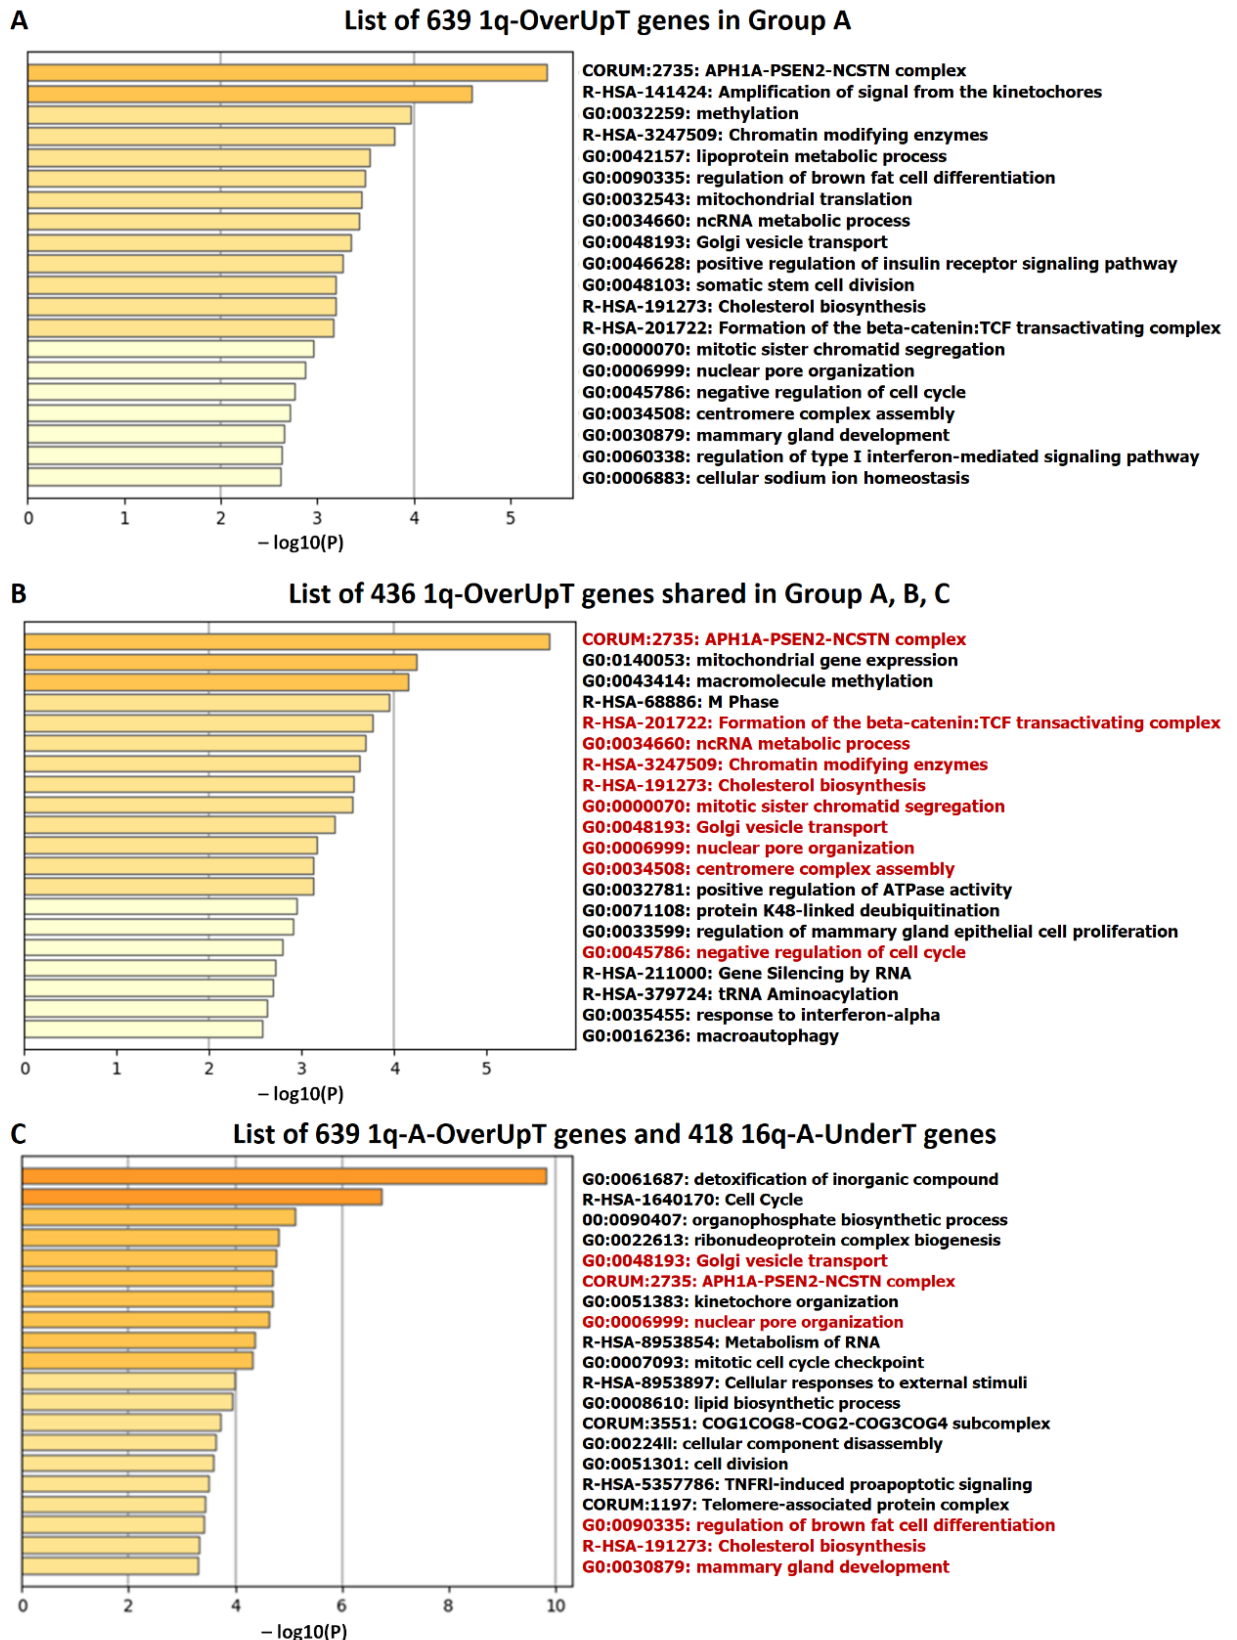 A
List of 639 1q-OverUpT genes in Group A
CORUM:2735: APH1A-PSEN2-NCSTN complex
R-HSA-141424: Amplification of signal from the kinetochores
G0:0032259: methylation
R-HSA-3247509: Chromatin modifying enzymes
G0:0042157: lipoprotein metabolic process
G0:0090335: regulation of brown fat cell differentiation
G0:0032543: mitochondrial translation
G0:0034660: ncRNA metabolic process
G0:0048193: Golgi vesicle transport
G0:0046628: positive regulation of insulin receptor signaling pathway
G0:0048103: somatic stem cell division
R-HSA-191273: Cholesterol biosynthesis
R-HSA-201722: Formation of the beta-catenin:TCF transactivating complex
G0:0000070: mitotic sister chromatid segregation
G0:0006999: nuclear pore organization
G0:0045786: negative regulation of cell cycle
G0:0034508: centromere complex assembly
G0:0030879: mammary gland development
G0:0060338: regulation of type I interferon-mediated signaling pathway
G0:0006883: cellular sodium ion homeostasis
0 1 2 3 4 5
– log10(P)
B
List of 436 1q-OverUpT genes shared in Group A, B, C
CORUM:2735: APH1A-PSEN2-NCSTN complex
G0:0140053: mitochondrial gene expression
G0:0043414: macromolecule methylation
R-HSA-68886: M Phase
R-HSA-201722: Formation of the beta-catenin:TCF transactivating complex
G0:0034660: ncRNA metabolic process
R-HSA-3247509: Chromatin modifying enzymes
R-HSA-191273: Cholesterol biosynthesis
G0:0000070: mitotic sister chromatid segregation
G0:0048193: Golgi vesicle transport
G0:0006999: nuclear pore organization
G0:0034508: centromere complex assembly
G0:0032781: positive regulation of ATPase activity
G0:0071108: protein K48-linked deubiquitination
G0:0033599: regulation of mammary gland epithelial cell proliferation
G0:0045786: negative regulation of cell cycle
R-HSA-211000: Gene Silencing by RNA
R-HSA-379724: tRNA Aminoacylation
G0:0035455: response to interferon-alpha
G0:0016236: macroautophagy
0 1 2 3 4 5
– log10(P)
C
List of 639 1q-A-OverUpT genes and 418 16q-A-UnderT genes
G0:0061687: detoxification of inorganic compound
R-HSA-1640170: Cell Cycle
00:0090407: organophosphate biosynthetic process
G0:0022613: ribonudeoprotein complex biogenesis
G0:0048193: Golgi vesicle transport
CORUM:2735: APH1A-PSEN2-NCSTN complex
G0:0051383: kinetochore organization
G0:0006999: nuclear pore organization
R-HSA-8953854: Metabolism of RNA
G0:0007093: mitotic cell cycle checkpoint
R-HSA-8953897: Cellular responses to external stimuli
G0:0008610: lipid biosynthetic process
CORUM:3551: COG1COG8-COG2-COG3COG4 subcomplex
G0:00224ll: cellular component disassembly
G0:0051301: cell division
R-HSA-5357786: TNFRl-induced proapoptotic signaling
CORUM:1197: Telomere-associated protein complex
G0:0090335: regulation of brown fat cell differentiation
R-HSA-191273: Cholesterol biosynthesis
G0:0030879: mammary gland development
0 2 4 6 8 10
– log10(P)